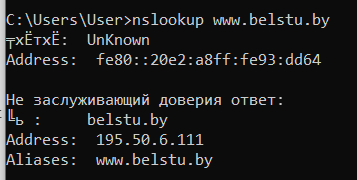 C:\Users\User>nslookup www.belstu.by
╤хЁтхЁ:  UnKnown
Address:  fe80::20e2:a8ff:fe93:dd64
Не заслуживающий доверия ответ:
╚ь :     belstu.by
Address:  195.50.6.111
Aliases:  www.belstu.by